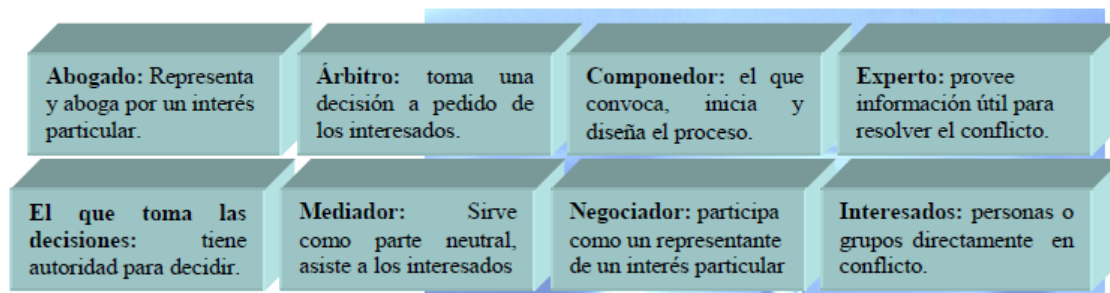 Abogado: Representa
y aboga por un interés
particular.
Árbitro: toma una
decisión a pedido de
los interesados.
Componedor: el que
convoca, inicia y
diseña el proceso.
Experto: provee
información útil para
resolver el conflicto.
El que toma las
decisiones: tiene
autoridad para decidir.
Mediador: Sirve
como parte neutral,
asiste a los interesados
Negociador: participa
como un representante
de un interés particular
Interesados: personas o
grupos directamente en
conflicto.